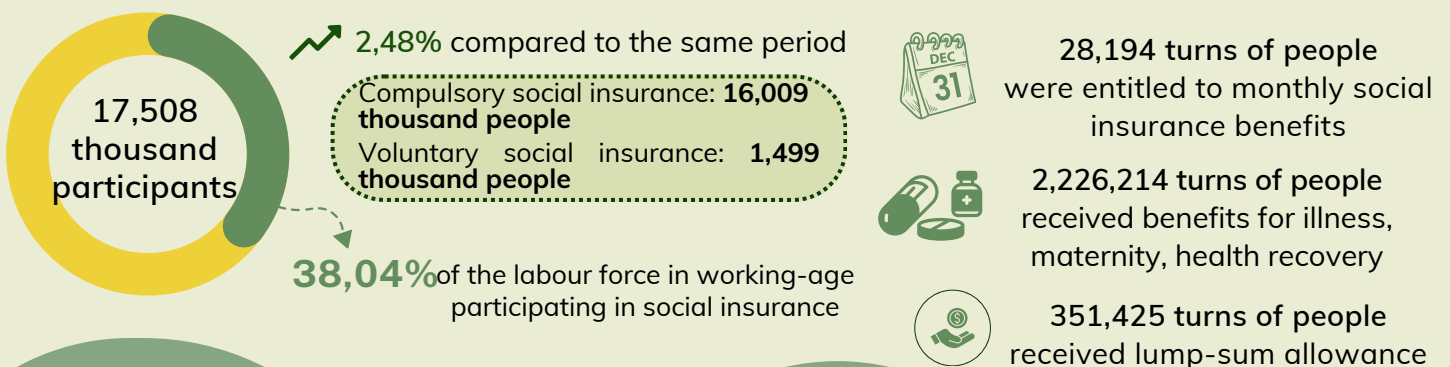 17,508
thousand
participants
2,48% compared to the same period
Compulsory social insurance: 16,009
thousand people
Voluntary social insurance: 1,499
thousand people
38,04% of the labour force in working-age
participating in social insurance
DEC
31
28,194 turns of people
were entitled to monthly social
insurance benefits
2,226,214 turns of people
received benefits for illness,
maternity, health recovery
$
351,425 turns of people
received lump-sum allowance